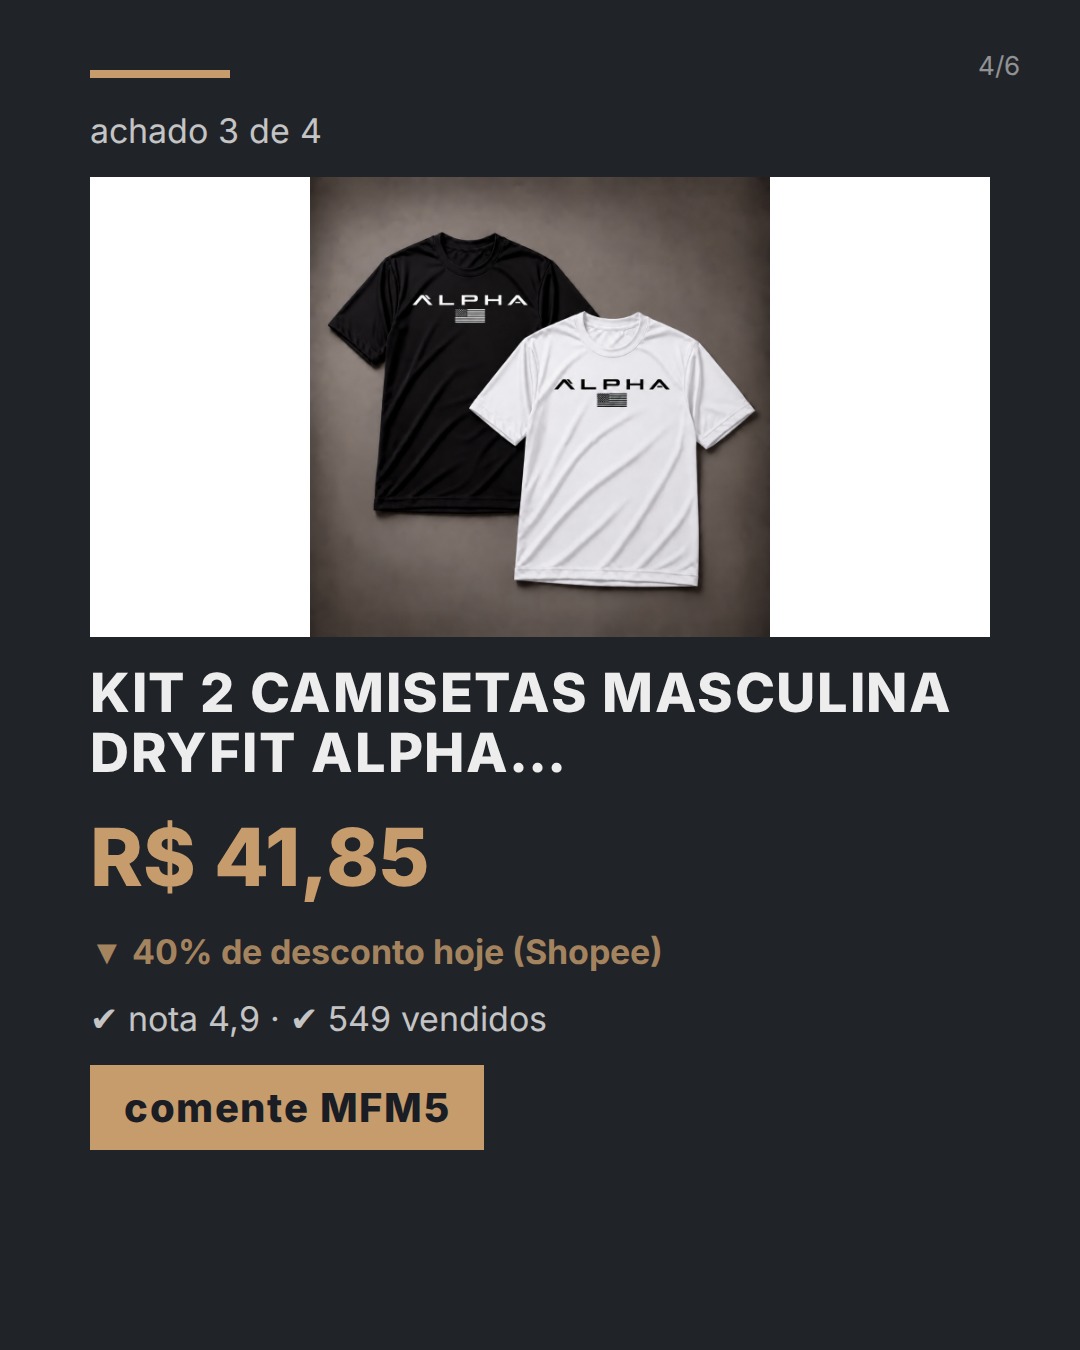 4/6
achado 3 de 4
ALPHA
ALPHA
KIT 2 CAMISETAS MASCULINA
DRYFIT ALPHA...
R$ 41,85
▼ 40% de desconto hoje (Shopee)
✔ nota 4,9 · ✔ 549 vendidos
comente MFM5